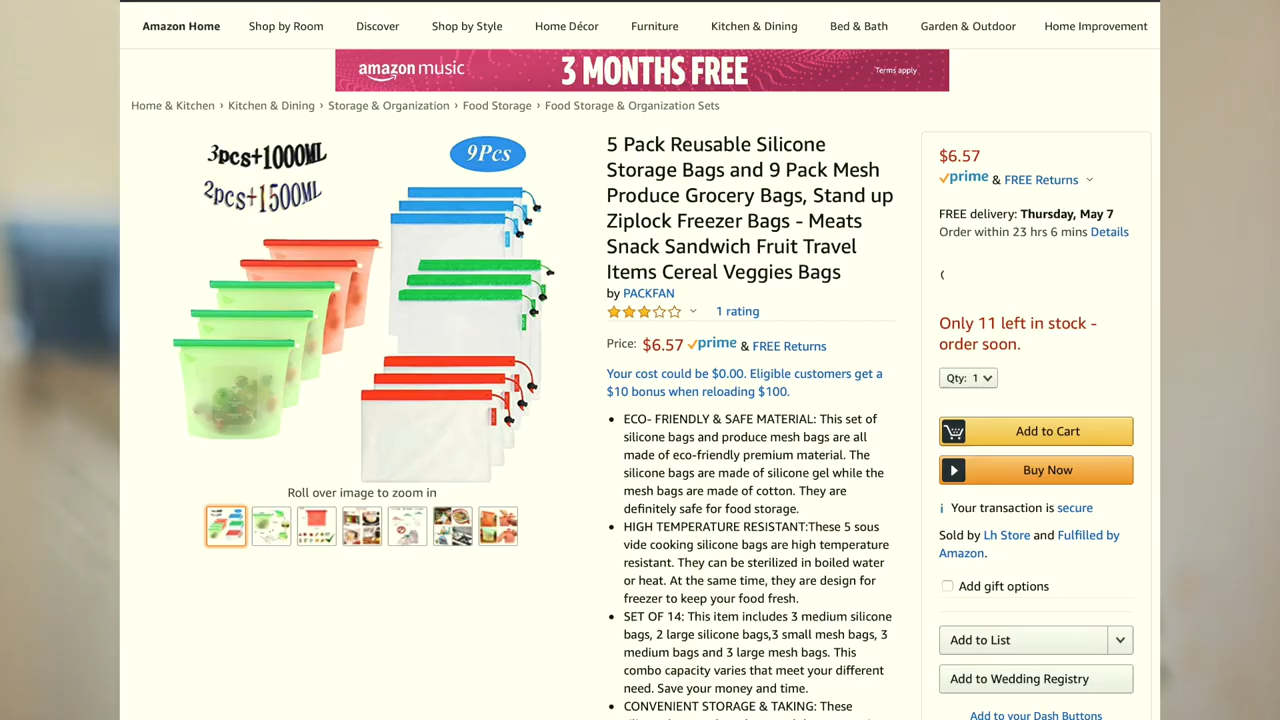 Amazon Home Shop by Room Discover Shop by Style Home Décor Furniture Kitchen & Dining Bed & Bath Garden & Outdoor Home Improvement
amazon music 3 MONTHS FREE Terms apply
Home & Kitchen › Kitchen & Dining › Storage & Organization › Food Storage › Food Storage & Organization Sets
3pcs+1000ML
2pcs+1500ML
9Pcs
Roll over image to zoom in
5 Pack Reusable Silicone
Storage Bags and 9 Pack Mesh
Produce Grocery Bags, Stand up
Ziplock Freezer Bags - Meats
Snack Sandwich Fruit Travel
Items Cereal Veggies Bags
by PACKFAN
1 rating
Price: $6.57 prime & FREE Returns
Your cost could be $0.00. Eligible customers get a
$10 bonus when reloading $100.
• ECO- FRIENDLY & SAFE MATERIAL: This set of
silicone bags and produce mesh bags are all
made of eco-friendly premium material. The
silicone bags are made of silicone gel while the
mesh bags are made of cotton. They are
definitely safe for food storage.
• HIGH TEMPERATURE RESISTANT:These 5 sous
vide cooking silicone bags are high temperature
resistant. They can be sterilized in boiled water
or heat. At the same time, they are design for
freezer to keep your food fresh.
• SET OF 14: This item includes 3 medium silicone
bags, 2 large silicone bags,3 small mesh bags, 3
medium bags and 3 large mesh bags. This
combo capacity varies that meet your different
need. Save your money and time.
• CONVENIENT STORAGE & TAKING: These
$6.57
prime & FREE Returns
FREE delivery: Thursday, May 7
Order within 23 hrs 6 mins Details
(
Only 11 left in stock -
order soon.
Qty: 1
Add to Cart
Buy Now
Your transaction is secure
Sold by Lh Store and Fulfilled by
Amazon.
Add gift options
Add to List
Add to Wedding Registry
Add to your Dash Buttons